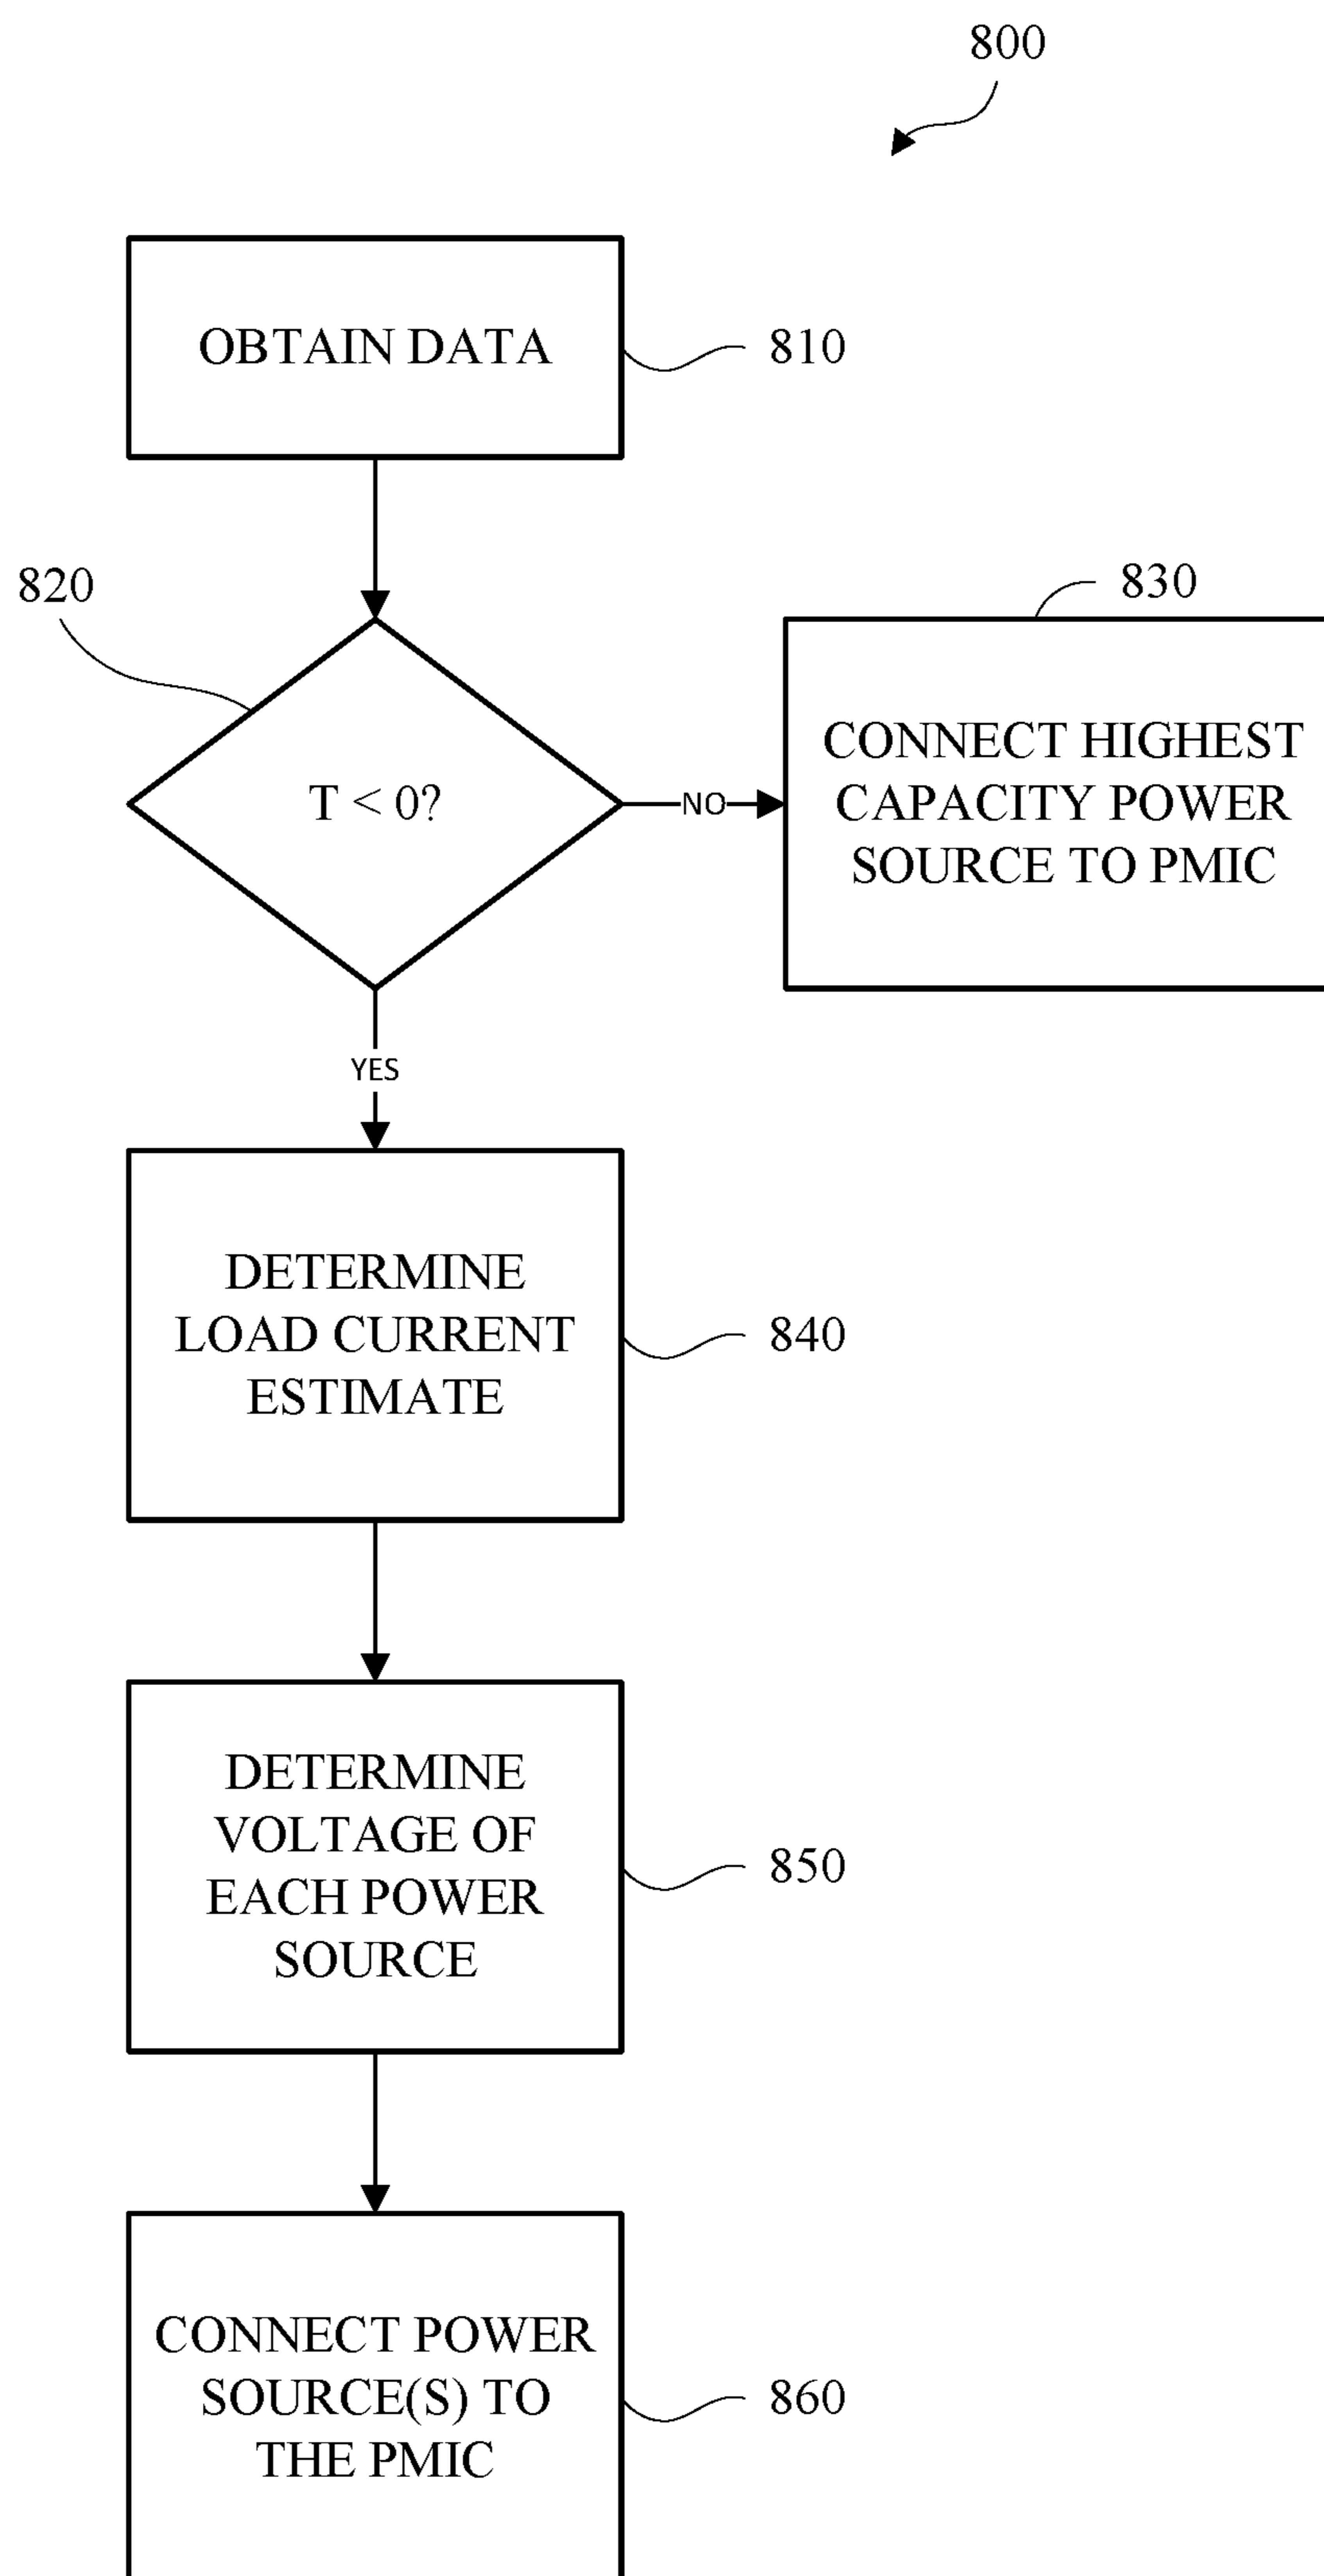 800
OBTAIN DATA
810
820
T < 0?
NO
830
CONNECT HIGHEST
CAPACITY POWER
SOURCE TO PMIC
YES
DETERMINE
LOAD CURRENT
ESTIMATE
840
DETERMINE
VOLTAGE OF
EACH POWER
SOURCE
850
CONNECT POWER
SOURCE(S) TO
THE PMIC
860